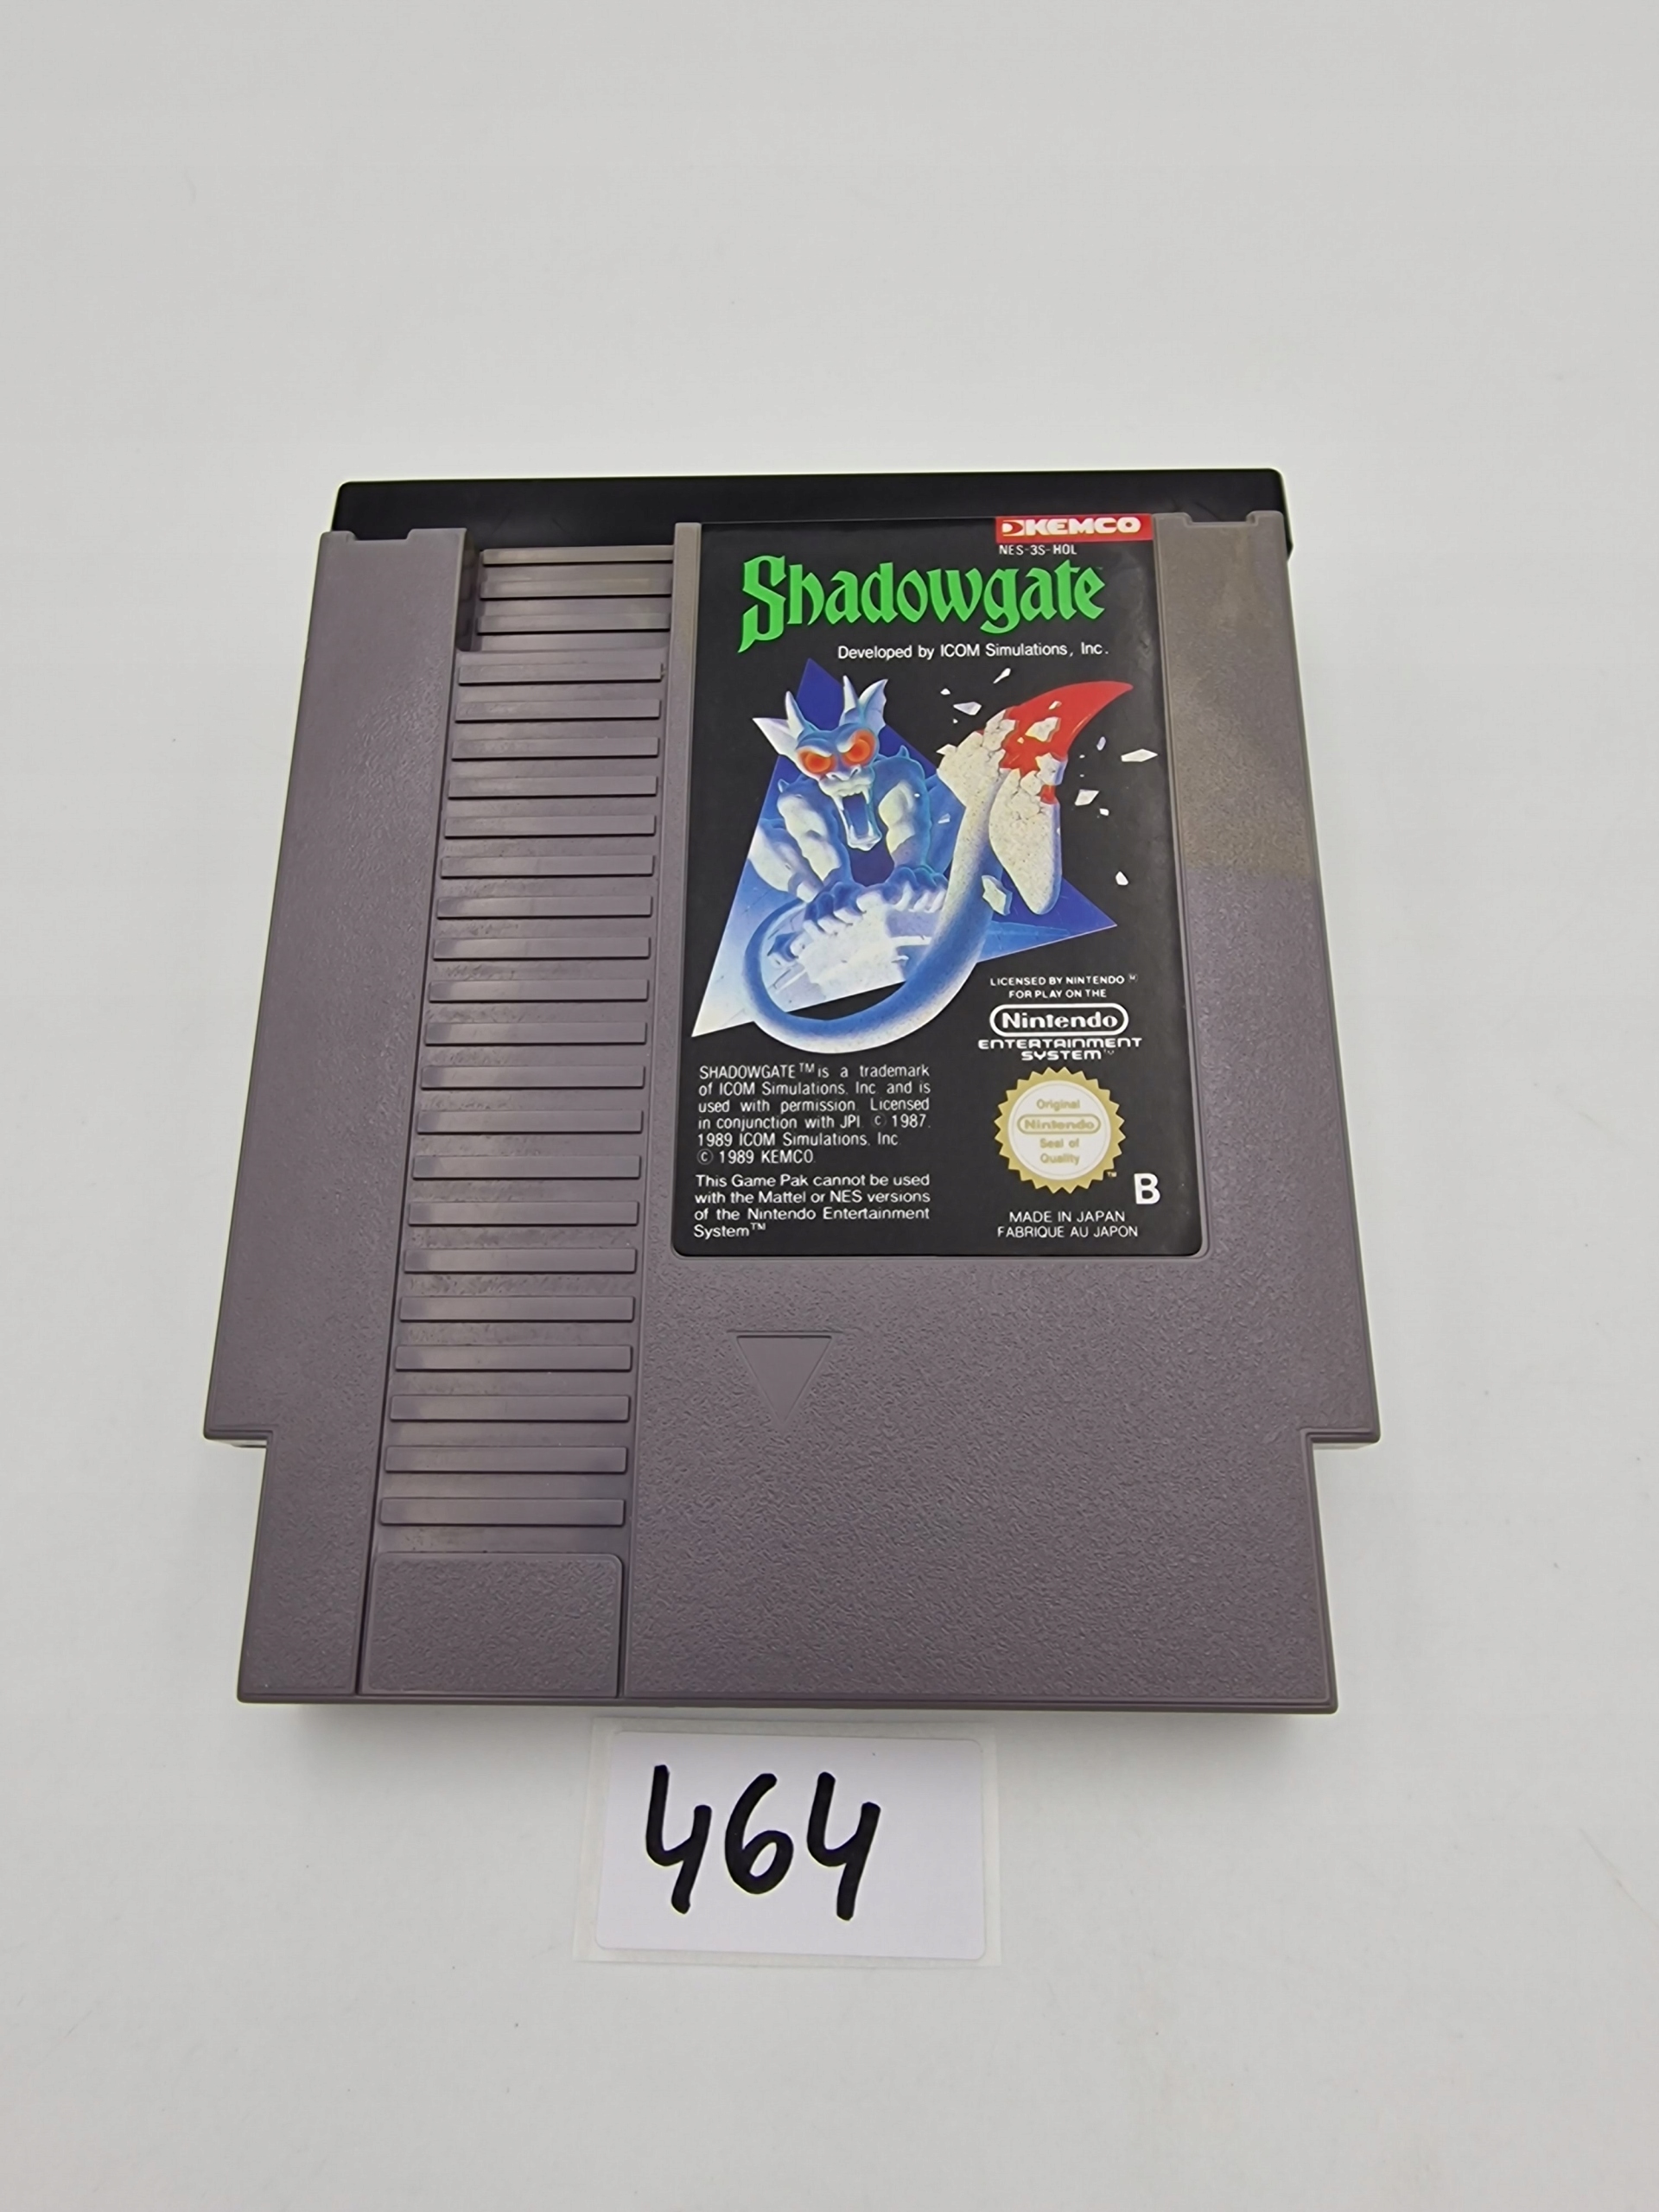 KEMCO
NES-3S-HOL
Shadowgate
Developed by ICOM Simulations, Inc.
LICENSED BY NINTENDO™
FOR PLAY ON THE
Nintendo
ENTERTAINMENT
SYSTEM™
SHADOWGATE™ is a trademark
of ICOM Simulations, Inc. and is
used with permission. Licensed
in conjunction with JPI. © 1987,
1989 ICOM Simulations, Inc.
© 1989 KEMCO.
This Game Pak cannot be used
with the Mattel or NES versions
of the Nintendo Entertainment
System™
Original
Nintendo
Seal of
Quality
™
B
MADE IN JAPAN
FABRIQUE AU JAPON
464